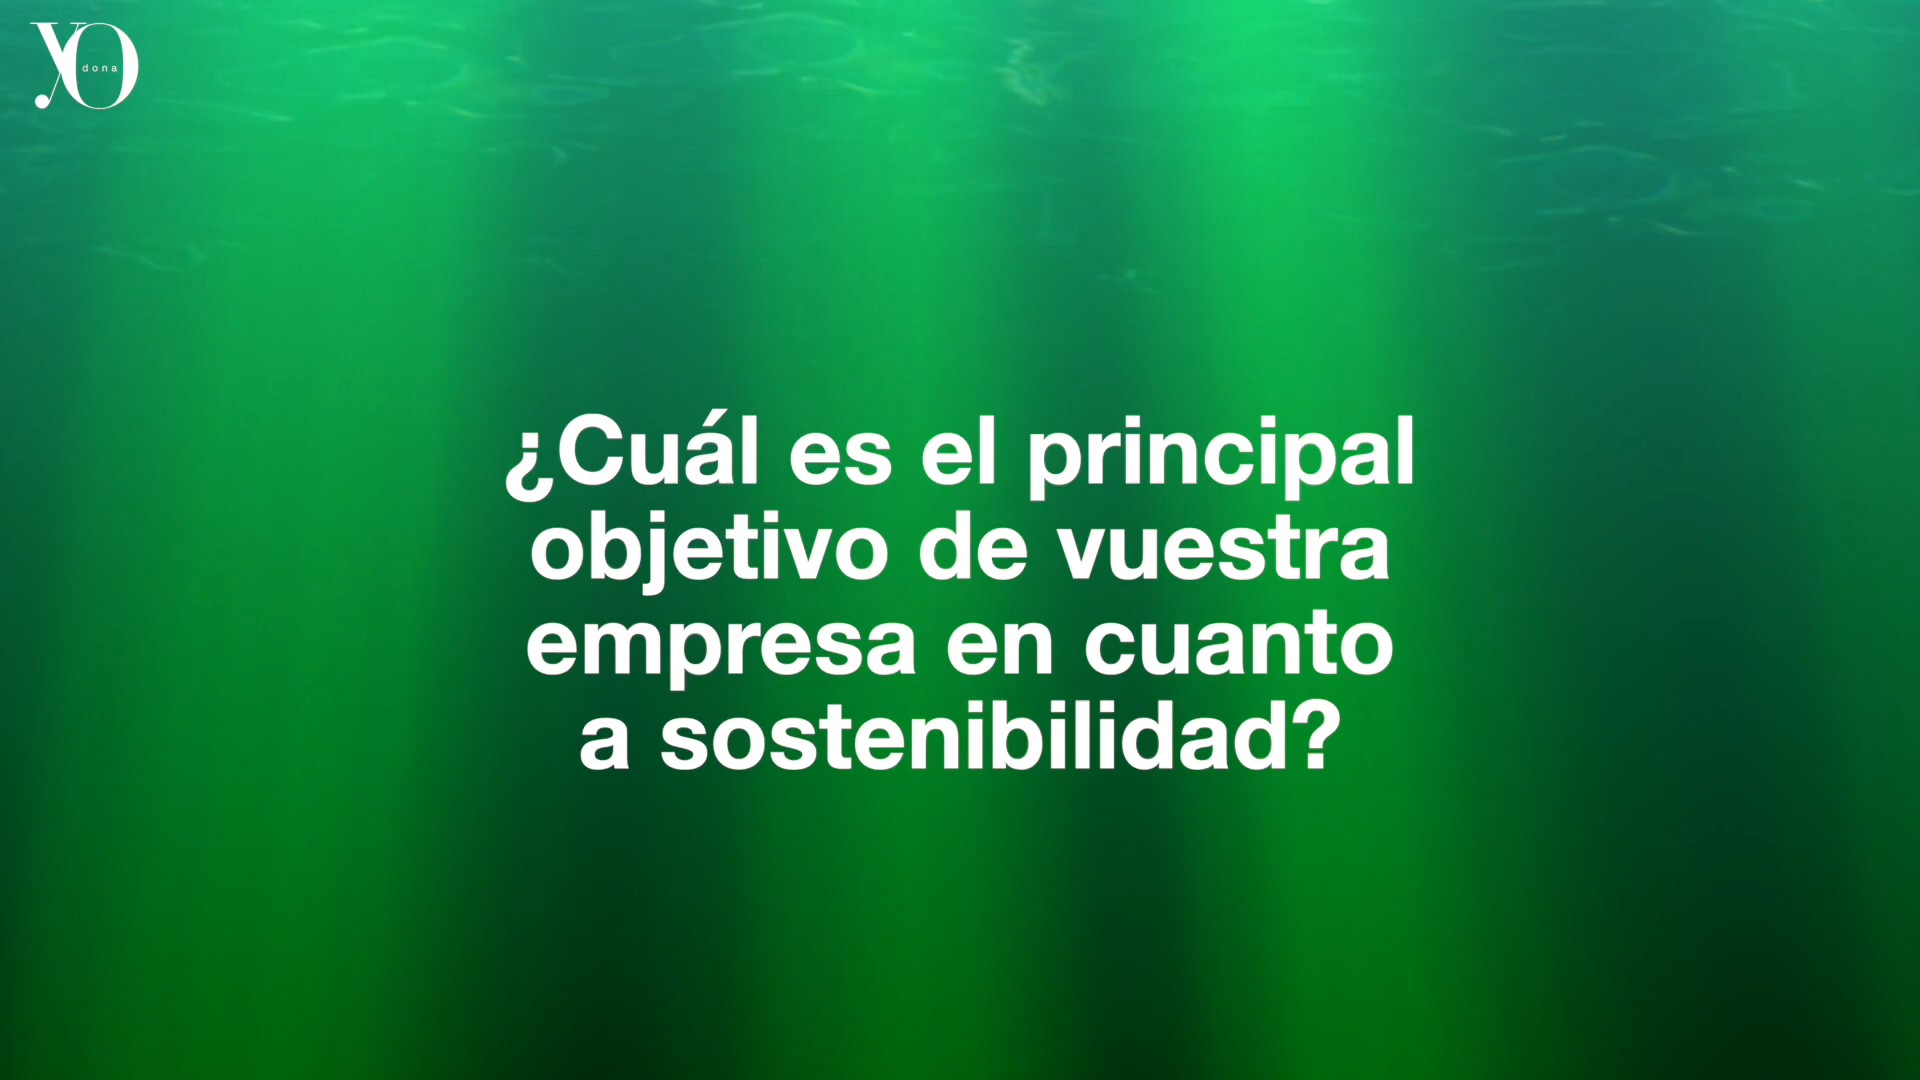 YO
dona
¿Cuál es el principal
objetivo de vuestra
empresa en cuanto
a sostenibilidad?